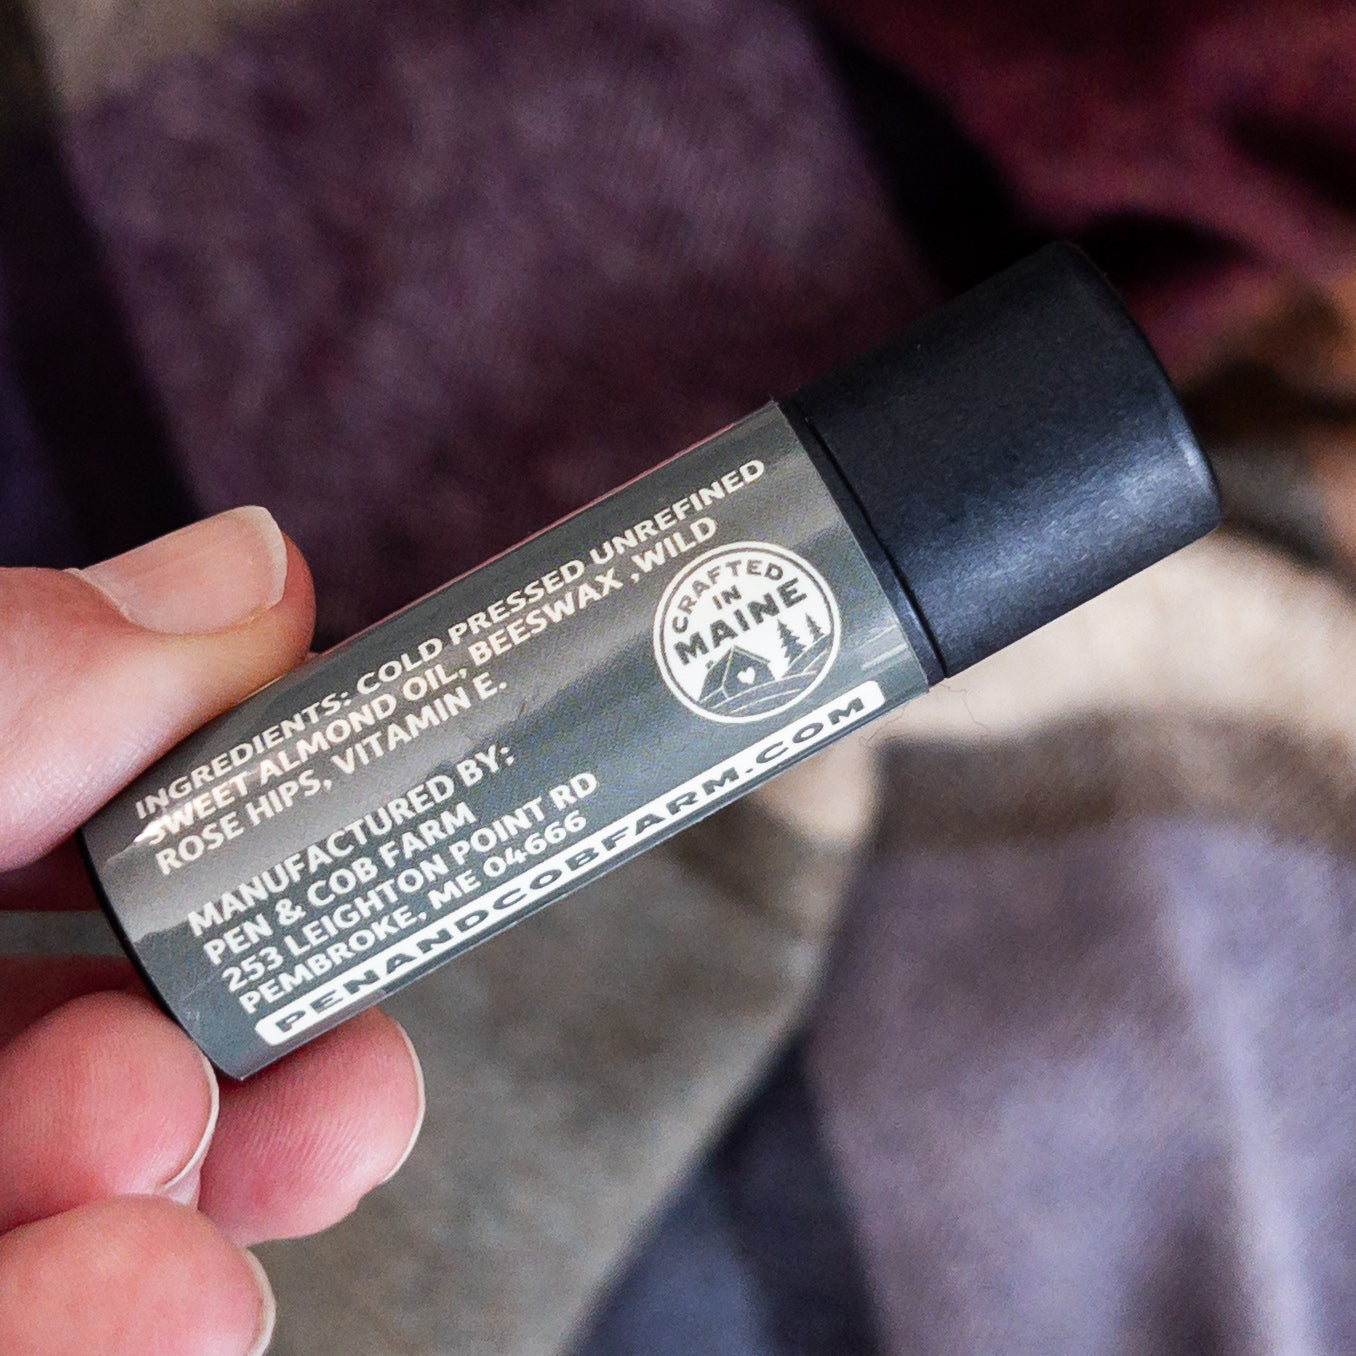 INGREDIENTS: COLD PRESSED UNREFINED
SWEET ALMOND OIL, BEESWAX ,WILD
ROSE HIPS, VITAMIN E.
CRAFTED
IN
MAINE
MANUFACTURED BY:
PEN & COB FARM
253 LEIGHTON POINT RD
PEMBROKE, ME 04666
PENANDCOBFARM.COM